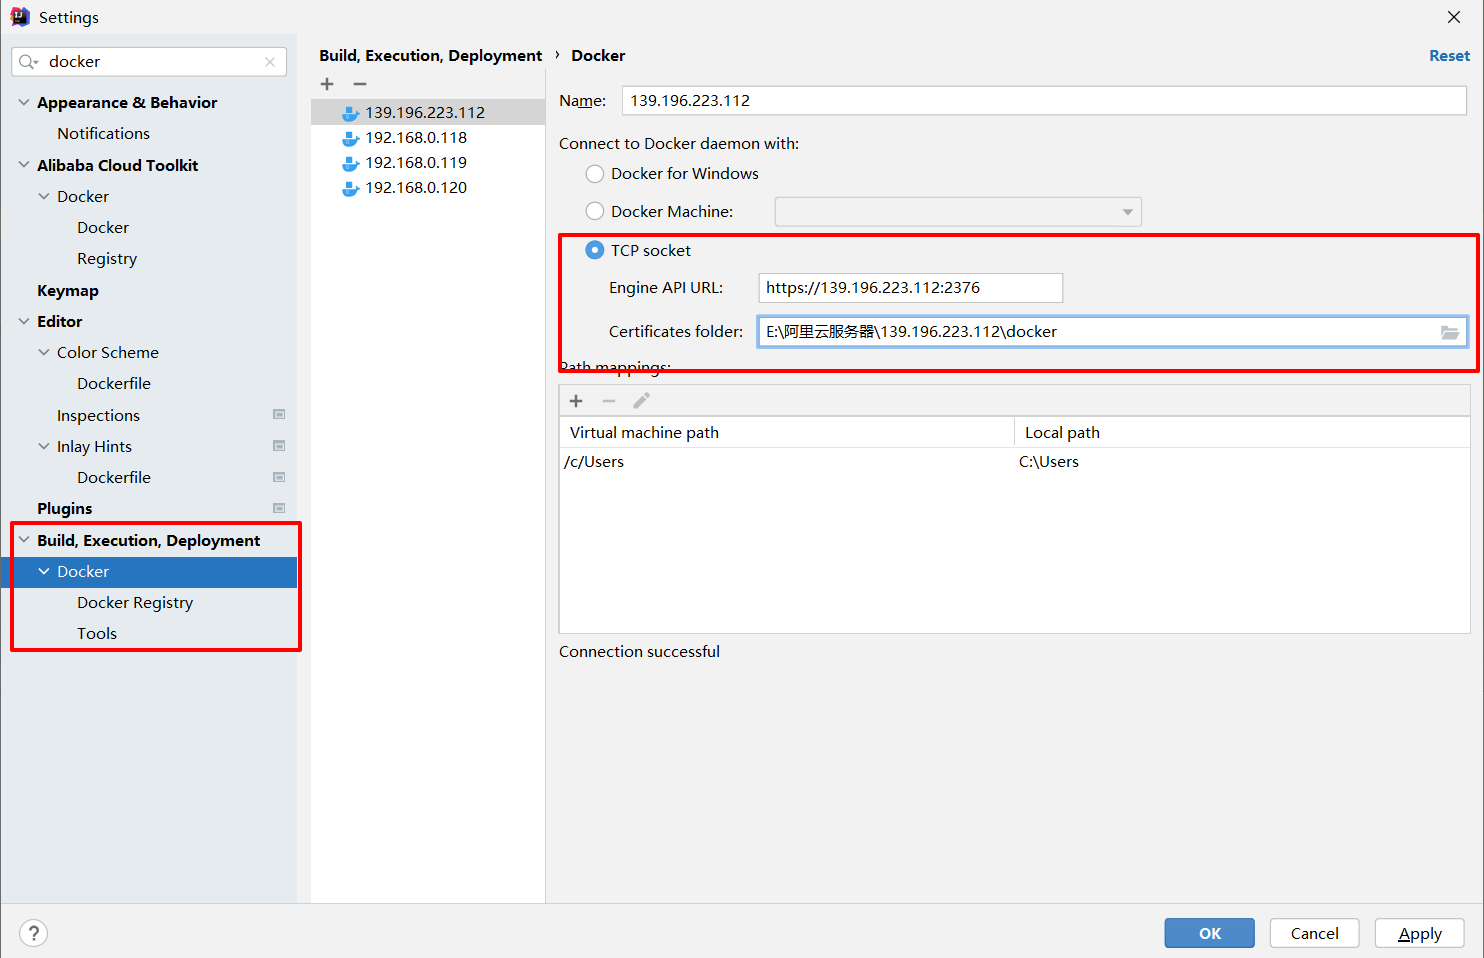 Settings
docker
Appearance & Behavior
Notifications
Alibaba Cloud Toolkit
Docker
Docker
Registry
Keymap
Editor
Color Scheme
Dockerfile
Inspections
Inlay Hints
Dockerfile
Plugins
Build, Execution, Deployment
Docker
Docker Registry
Tools
Build, Execution, Deployment › Docker
Reset
139.196.223.112
192.168.0.118
192.168.0.119
192.168.0.120
Name: 139.196.223.112
Connect to Docker daemon with:
Docker for Windows
Docker Machine:
TCP socket
Engine API URL: https://139.196.223.112:2376
Certificates folder: E:\阿里云服务器\139.196.223.112\docker
Path mappings:
Virtual machine path Local path
/c/Users C:\Users
Connection successful
?
OK Cancel Apply